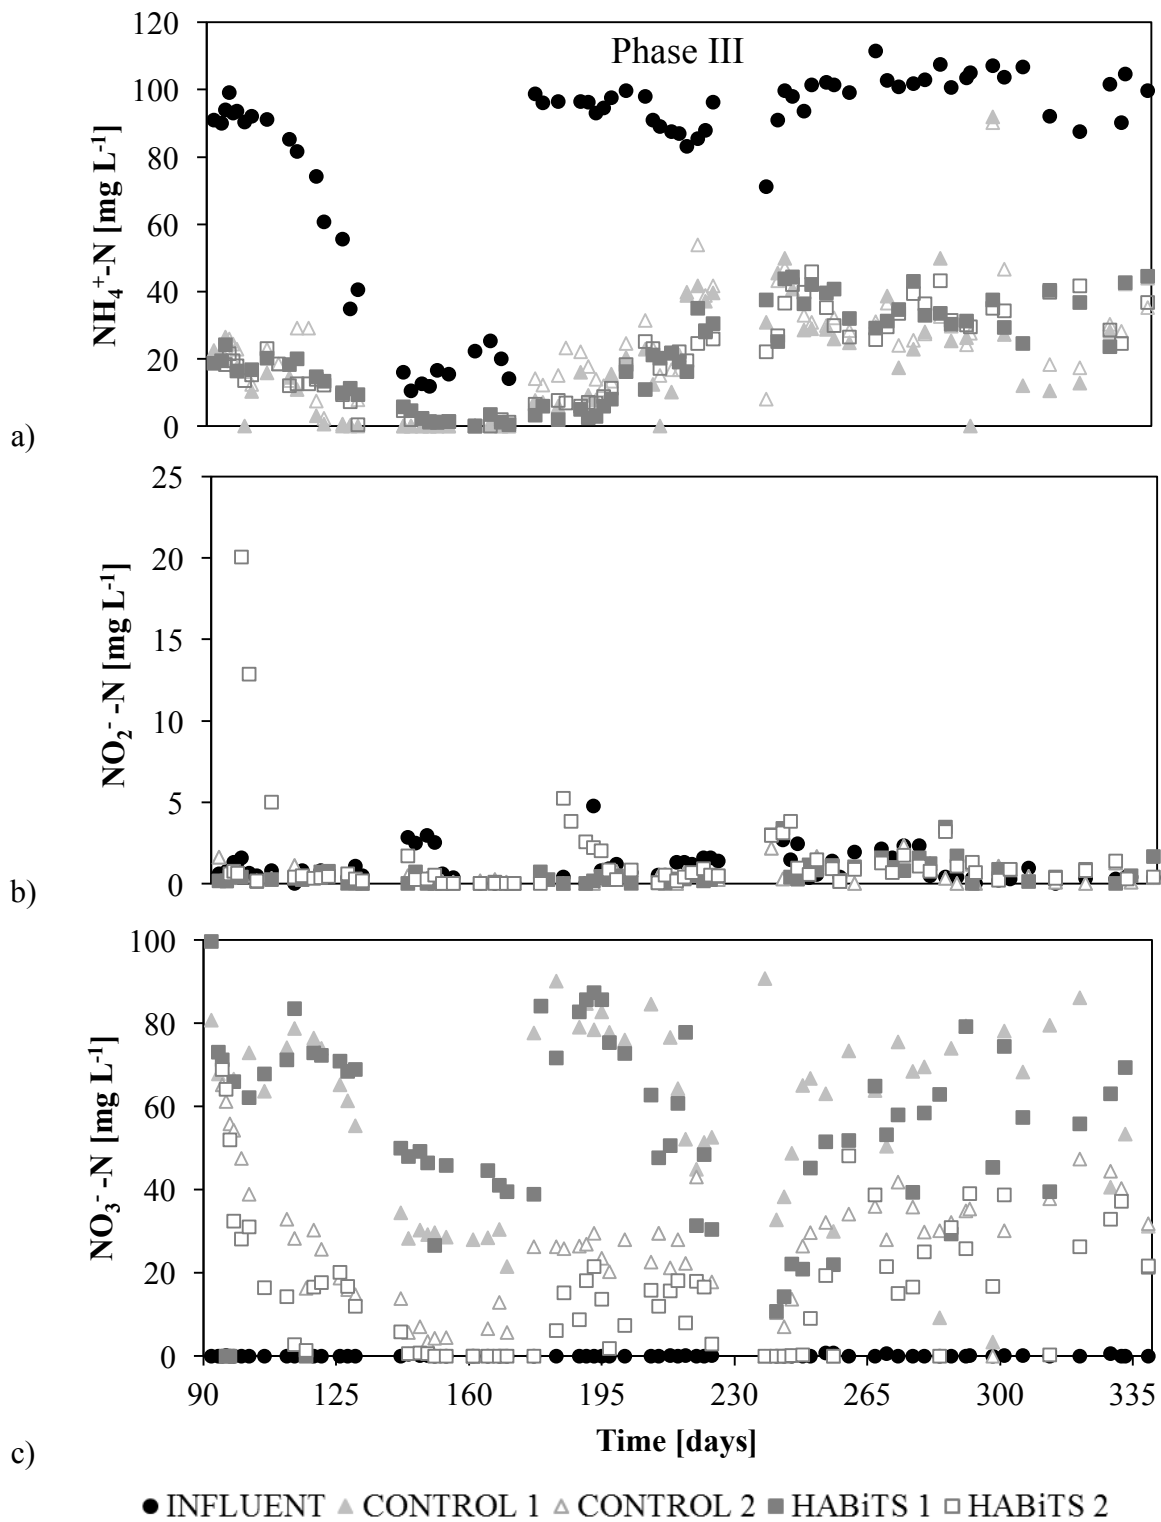 Phase III
120
100
80
60
40
20
0
NH₄⁺-N [mg L⁻¹]
a)
25
20
15
10
5
0
NO₂⁻-N [mg L⁻¹]
b)
100
80
60
40
20
0
NO₃⁻-N [mg L⁻¹]
90 125 160 195 230 265 300 335
Time [days]
c)
INFLUENT CONTROL 1 CONTROL 2 HABiTS 1 HABiTS 2